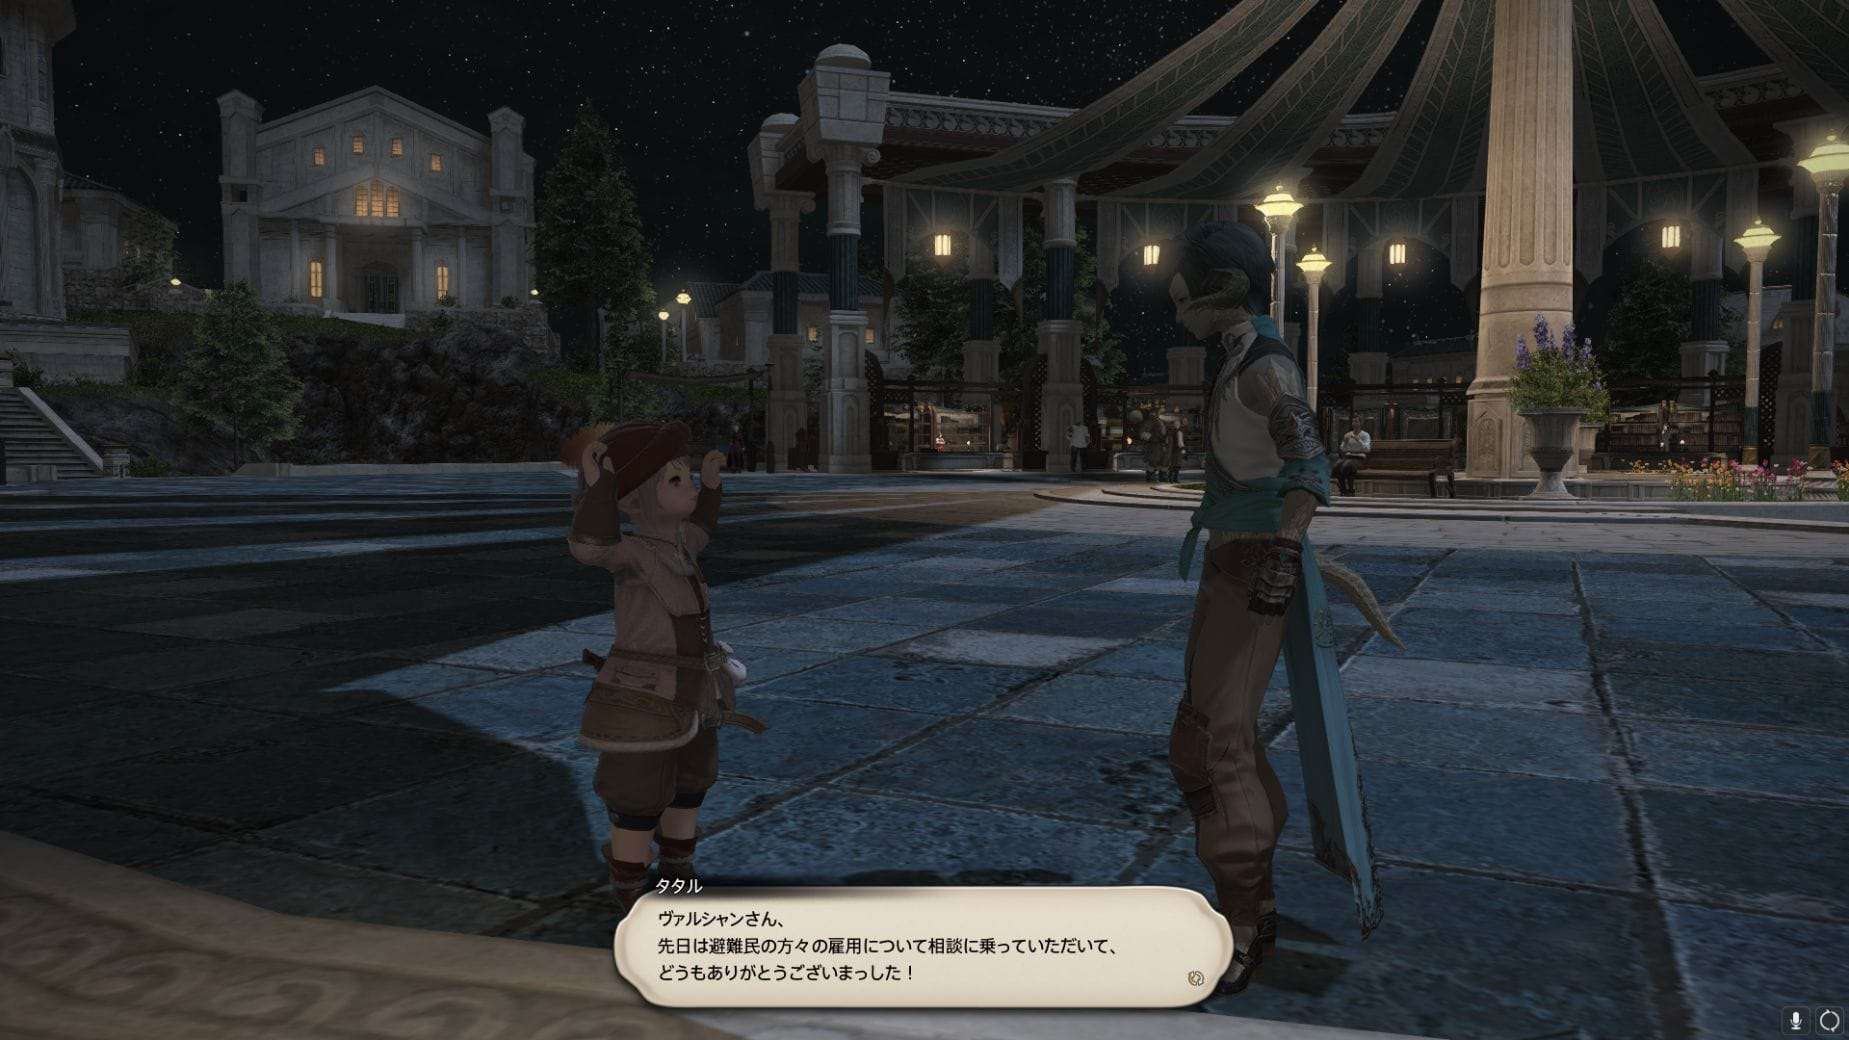 タタル
ヴァルシャンさん、
先日は避難民の方々の雇用について相談に乗っていただいて、
どうもありがとうございまっした！